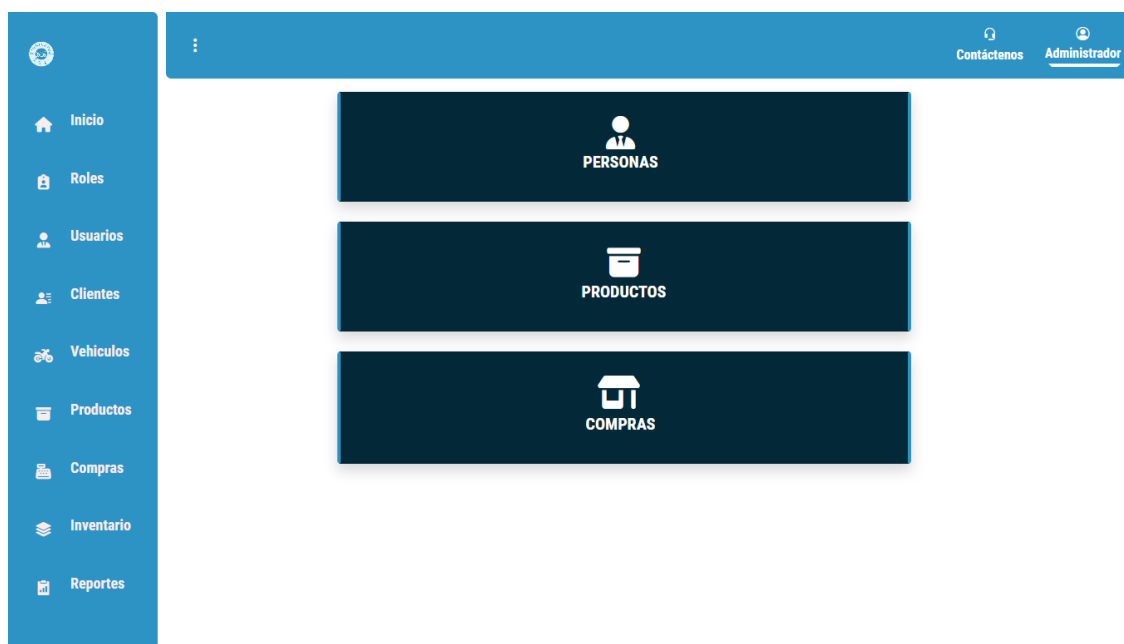 Contáctenos
Administrador
Inicio
Roles
Usuarios
Clientes
Vehiculos
Productos
Compras
Inventario
Reportes
PERSONAS
PRODUCTOS
COMPRAS